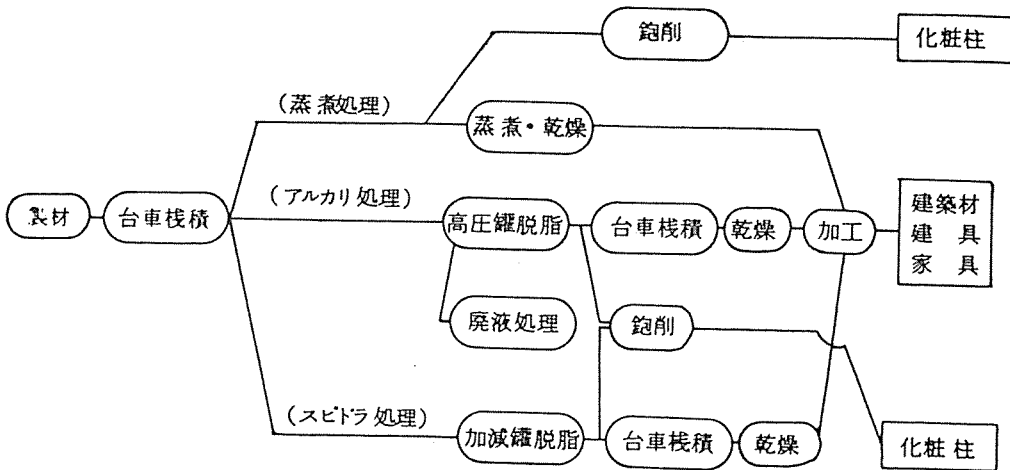 鉋削
化粧柱
(蒸煮処理)
蒸煮・乾燥
製材
台車桟積
(アルカリ処理)
高圧罐脱脂
台車桟積
乾燥
加工
建築材
建具
家具
廃液処理
鉋削
(スピドラ処理)
加減罐脱脂
台車桟積
乾燥
化粧柱